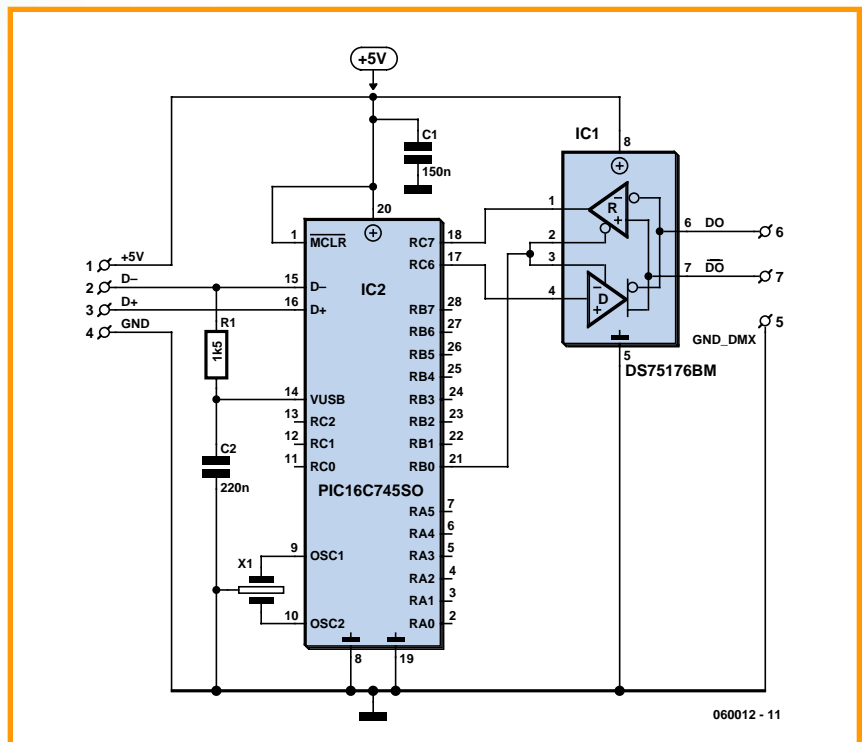 +5V
C1
150n
IC1
8
20
1
MCLR
RC7
18
1
R
−
+
6
DO
6
2
RC6
17
3
7
DO
7
1
+5V
2
D−
15
D−
IC2
4
D
−
+
3
D+
16
D+
5
4
GND
R1
1k5
RB7
28
GND_DMX
RB6
27
5
RB5
26
DS75176BM
RB4
25
14
VUSB
RB3
24
13
RC2
RB2
23
12
RC1
RB1
22
11
RC0
RB0
21
C2
220n
PIC16C745SO
RA5
7
RA4
6
9
OSC1
RA3
5
X1
RA2
4
RA1
3
10
OSC2
RA0
2
8
19
060012 - 11